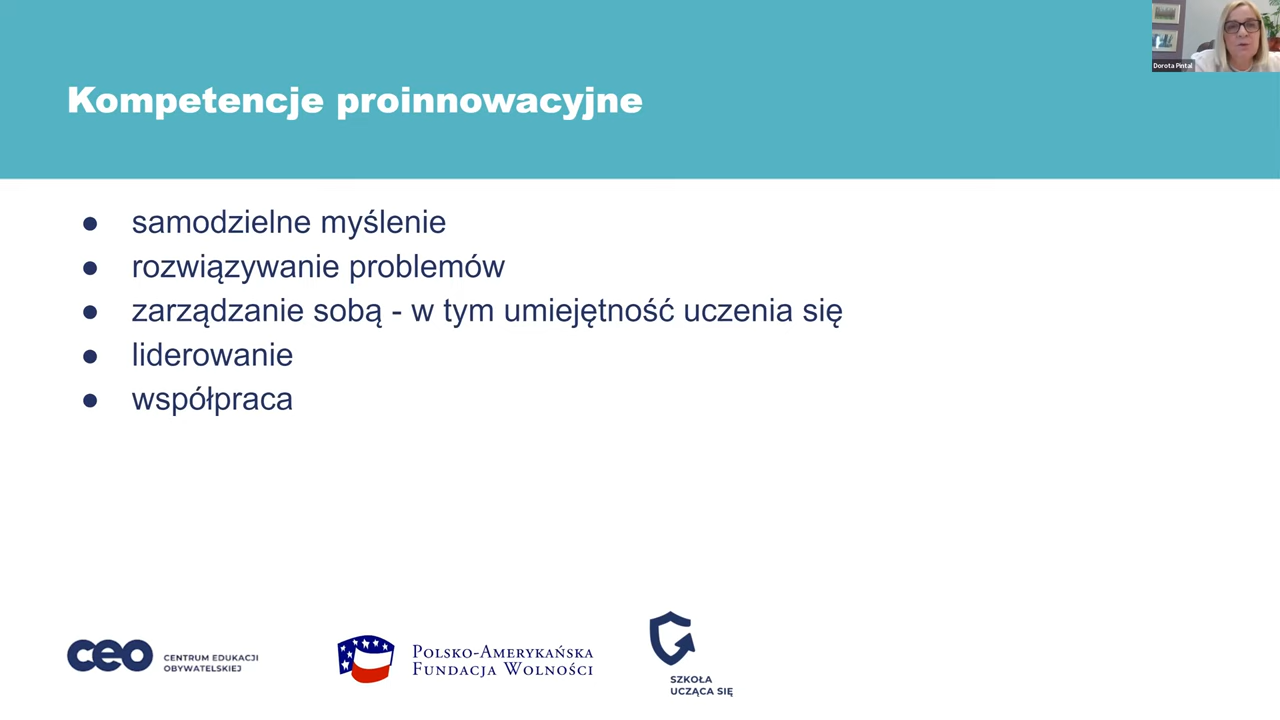 Dorota Pintal
Kompetencje proinnowacyjne
● samodzielne myślenie
● rozwiązywanie problemów
● zarządzanie sobą - w tym umiejętność uczenia się
● liderowanie
● współpraca
ceo CENTRUM EDUKACJI
OBYWATELSKIEJ
Polsko-Amerykańska
Fundacja Wolności
SZKOŁA
UCZĄCA SIĘ